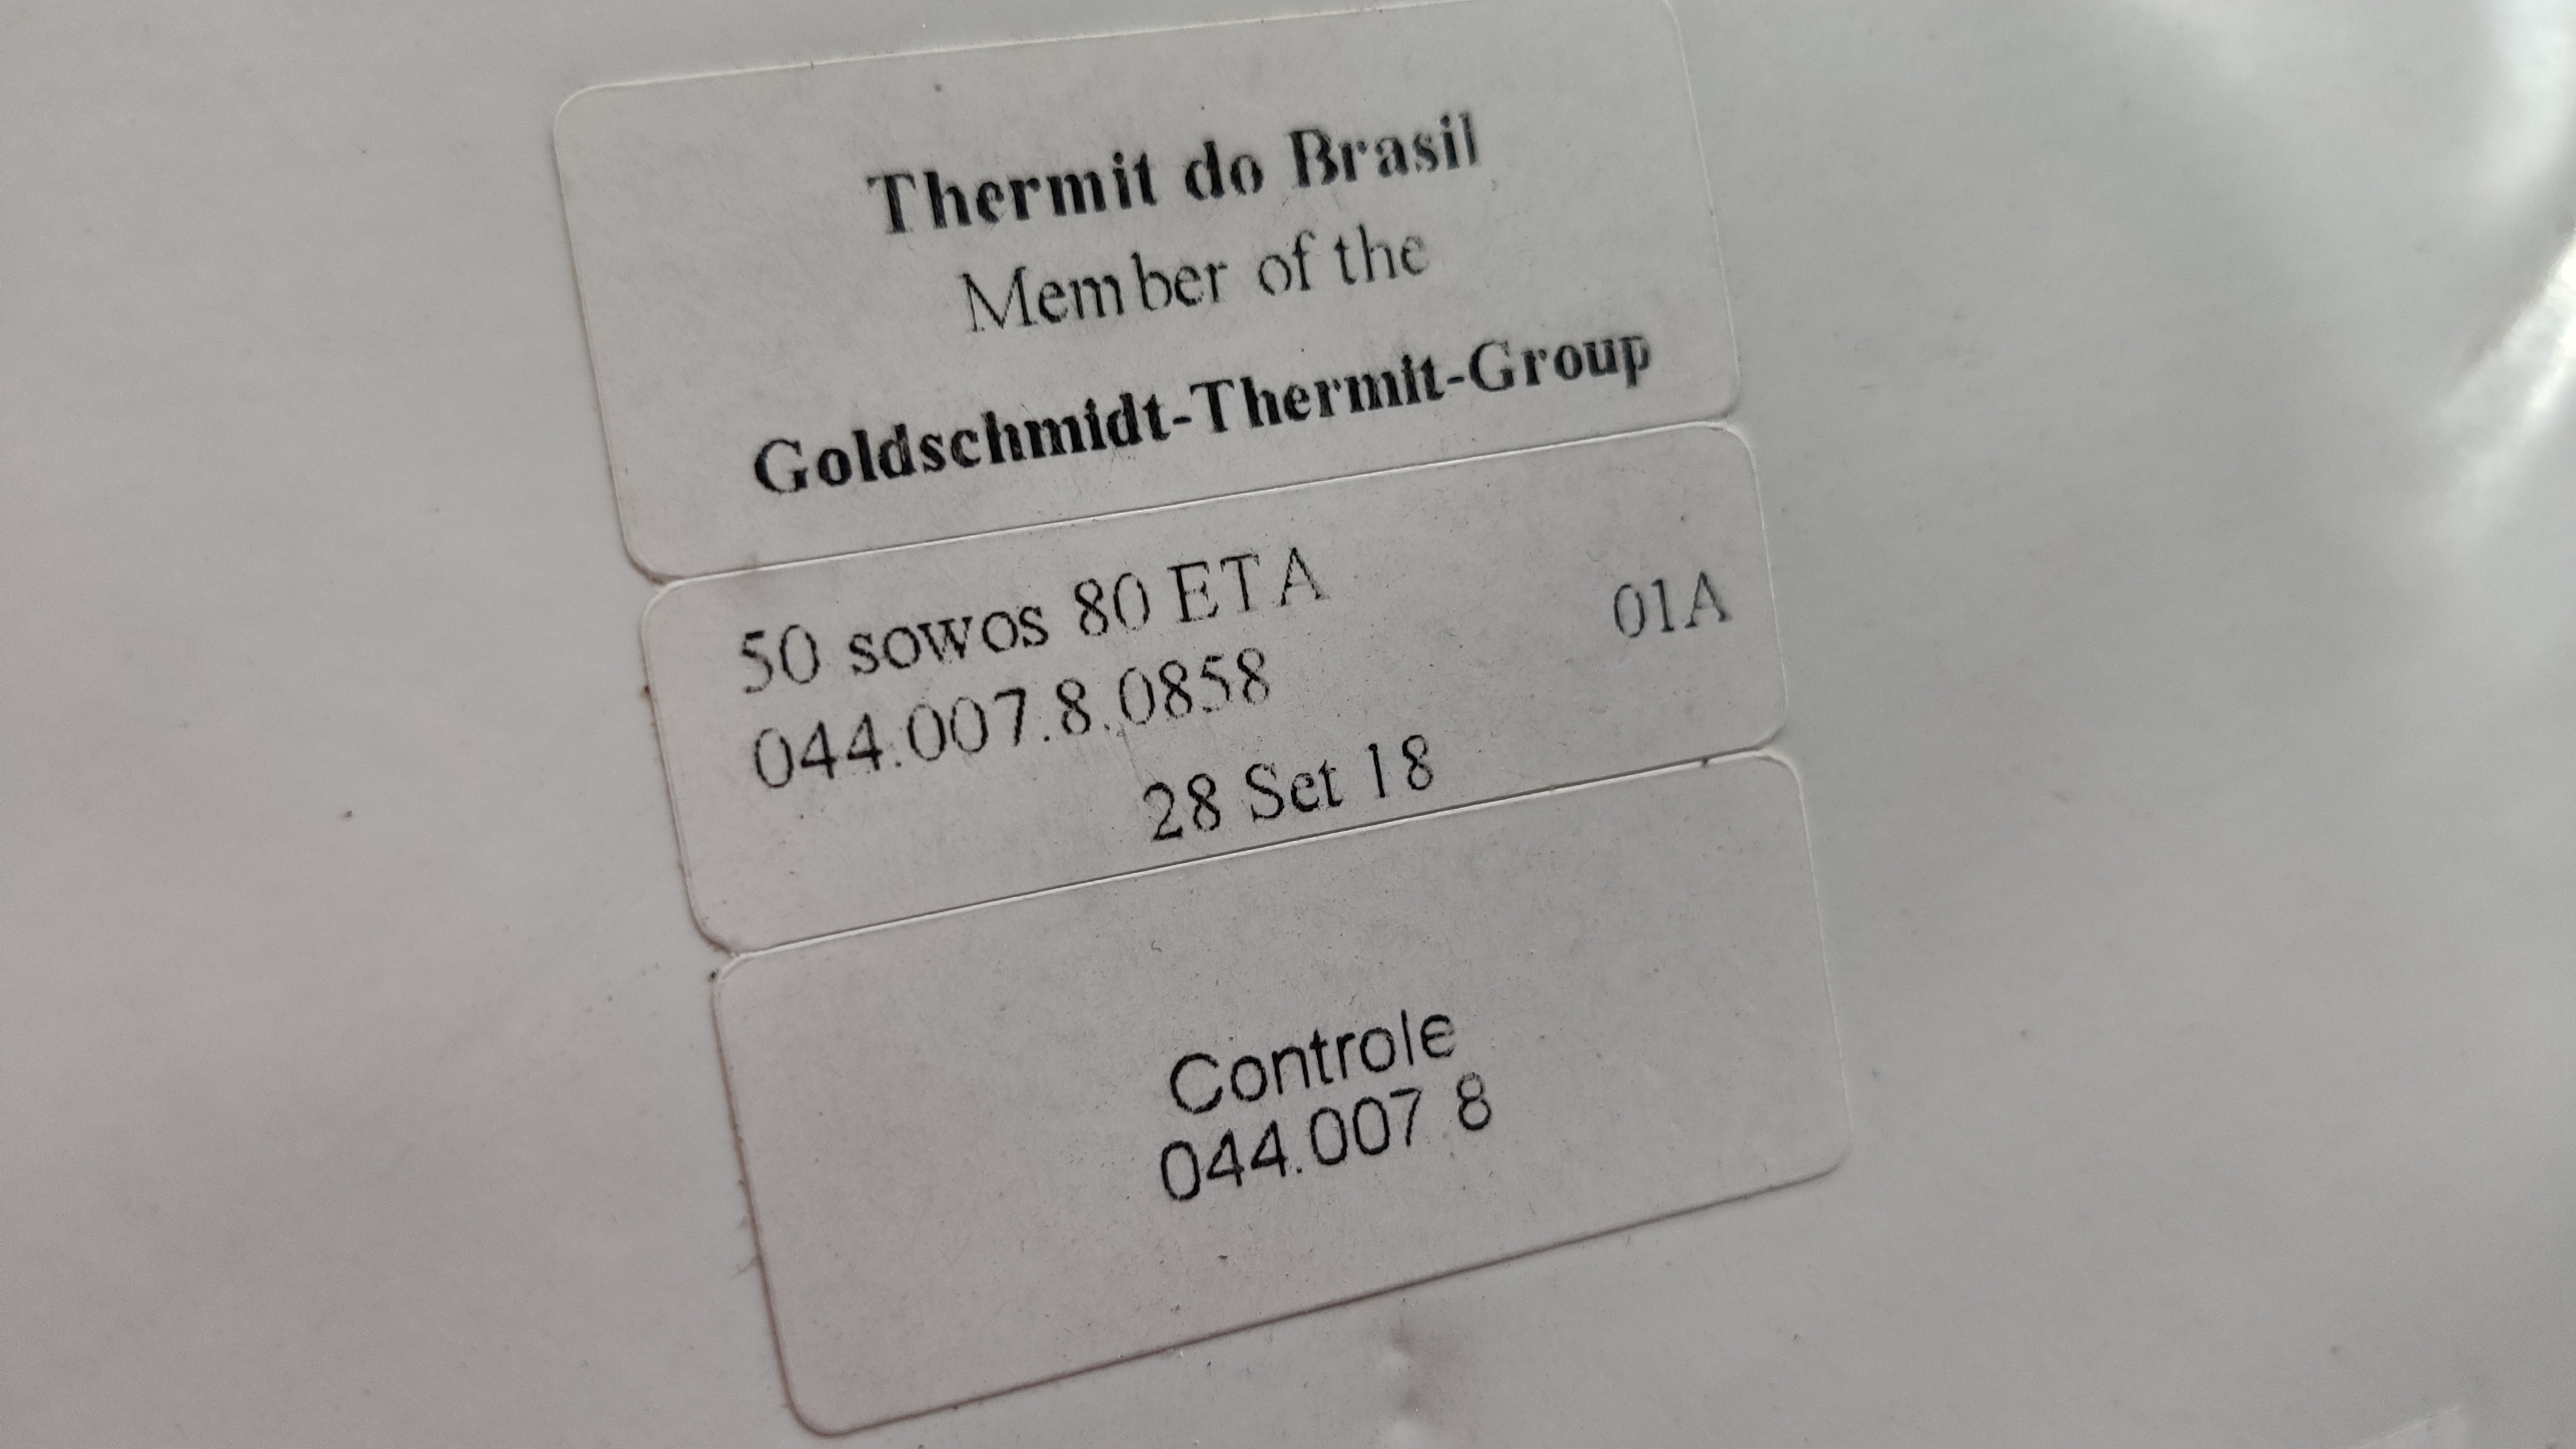 Thermit do Brasil
Member of the
Goldschmidt-Thermit-Group
50 sowos 80 ETA 01A
044.007.8.0858
28 Set 18
Controle
044.007.8